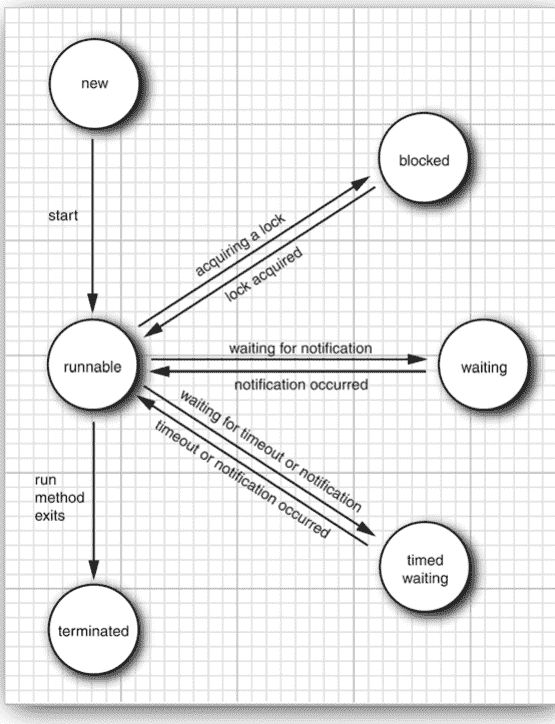 new
blocked
start
acquiring a lock
lock acquired
runnable
waiting for notification
notification occurred
waiting
waiting for timeout or notification
timeout or notification occurred
run
method
exits
timed
waiting
terminated